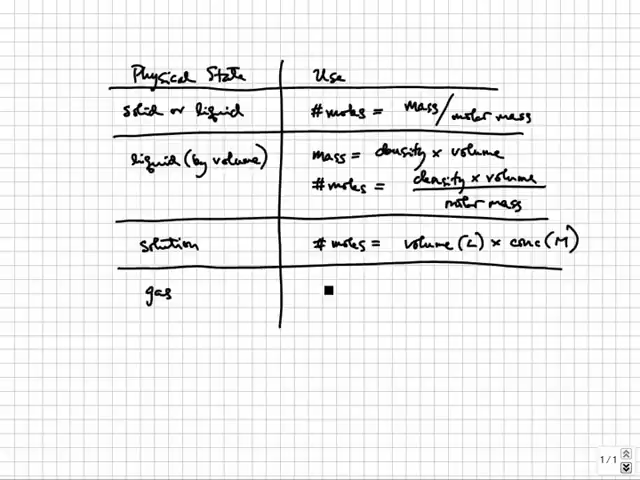 Physical State Use
solid or liquid #moles = mass/molar mass
liquid (by volume) mass = density × volume
#moles = density × volume
molar mass
solution #moles = volume (L) × conc (M)
gas
1/1